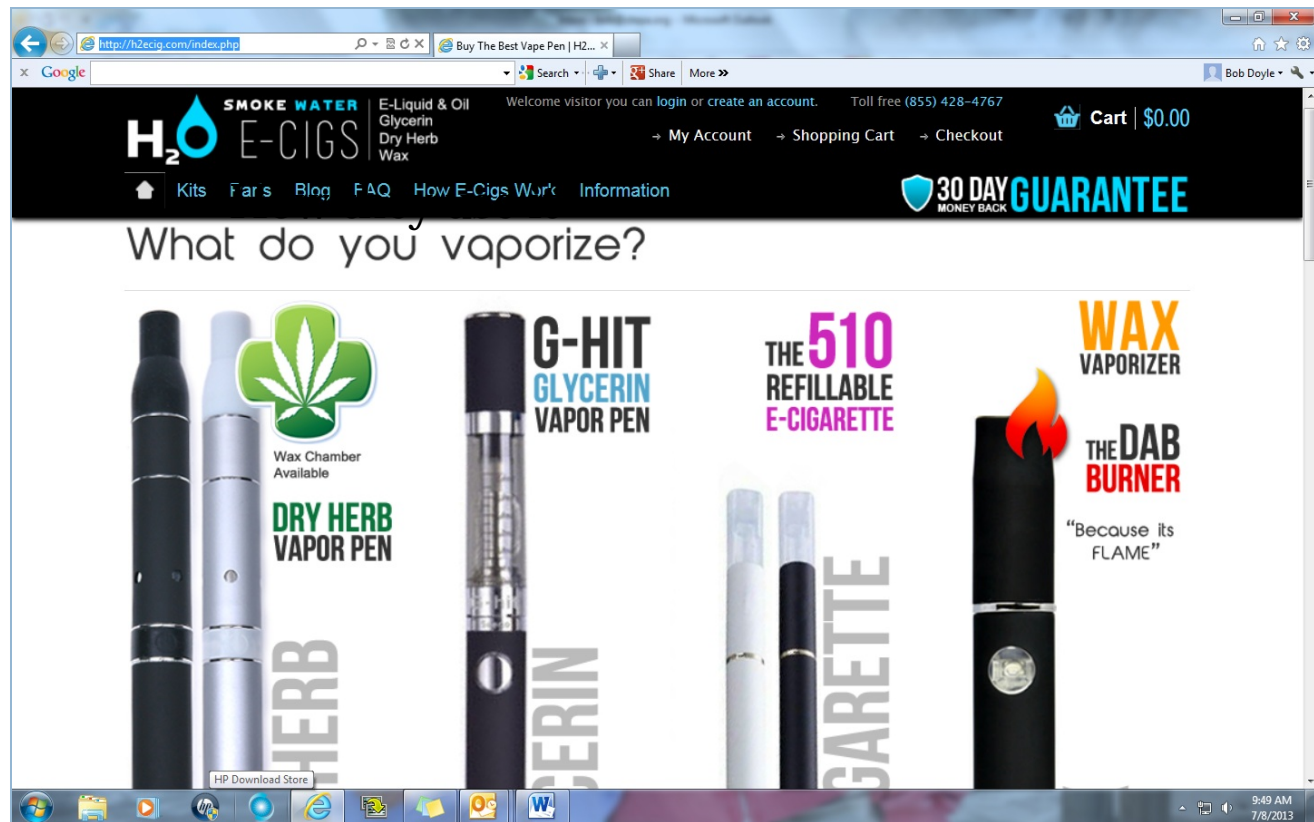 http://h2ecig.com/index.php
Buy The Best Vape Pen | H2...
Google
Search
Share
More »
Bob Doyle
SMOKE WATER
H2O E-CIGS
E-Liquid & Oil
Glycerin
Dry Herb
Wax
Welcome visitor you can login or create an account.
Toll free (855) 428-4767
My Account
Shopping Cart
Checkout
Cart | $0.00
Kits
Blog
FAQ
How E-Cigs Work
Information
30 DAY
MONEY BACK
GUARANTEE
What do you vaporize?
Wax Chamber
Available
DRY HERB
VAPOR PEN
HERB
G-HIT
GLYCERIN
VAPOR PEN
CERIN
THE 510
REFILLABLE
E-CIGARETTE
GARETTE
WAX
VAPORIZER
THE DAB
BURNER
“Because its
FLAME”
HP Download Store
9:49 AM
7/8/2013